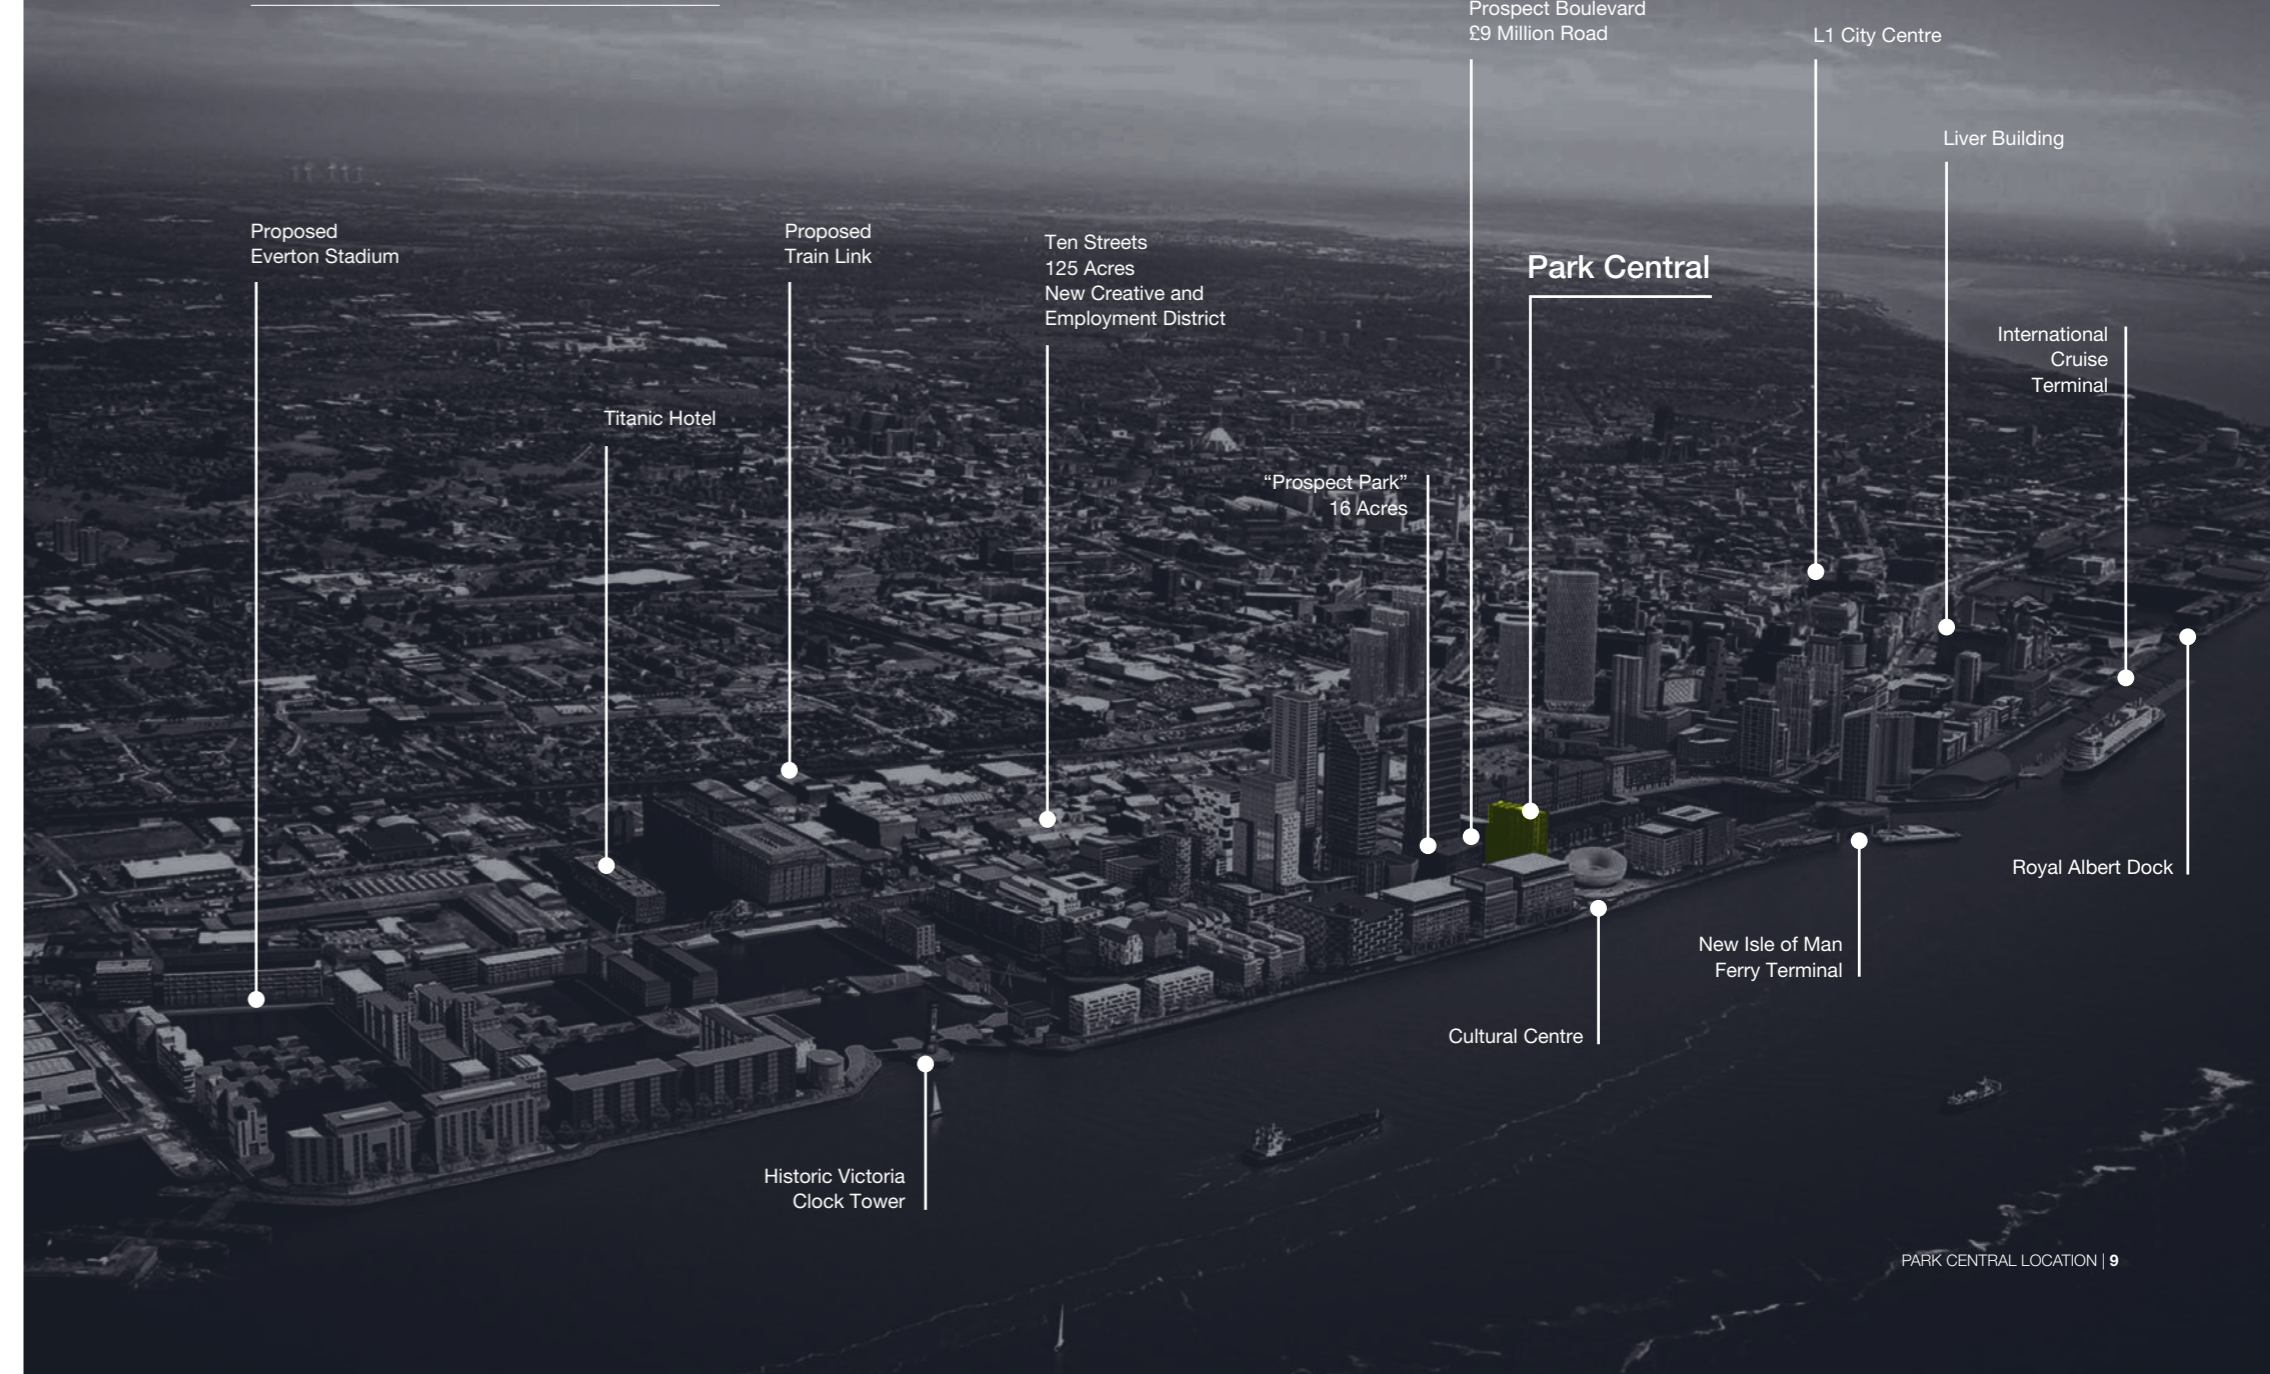 Prospect Boulevard
£9 Million Road
L1 City Centre
Liver Building
Proposed
Everton Stadium
Proposed
Train Link
Ten Streets
125 Acres
New Creative and
Employment District
Park Central
International
Cruise
Terminal
Titanic Hotel
“Prospect Park”
16 Acres
Royal Albert Dock
New Isle of Man
Ferry Terminal
Cultural Centre
Historic Victoria
Clock Tower
PARK CENTRAL LOCATION | 9